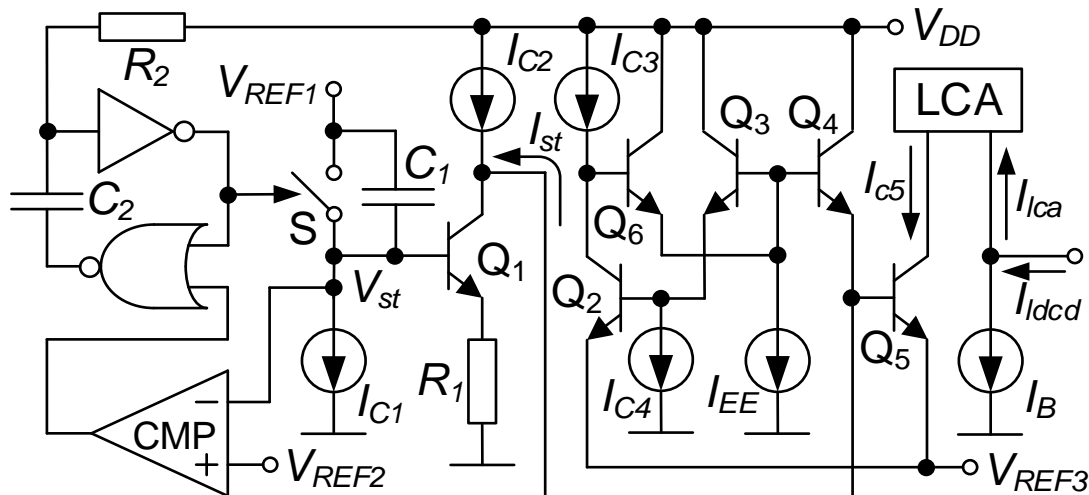 R2
VDD
IC2
IC3
VREF1
LCA
Q3
Q4
Ist
C1
C2
Ic5
Ilca
S
Q6
Q1
Vst
Q2
Ildcd
Q5
R1
IC1
IC4
IEE
IB
CMP
VREF2
VREF3